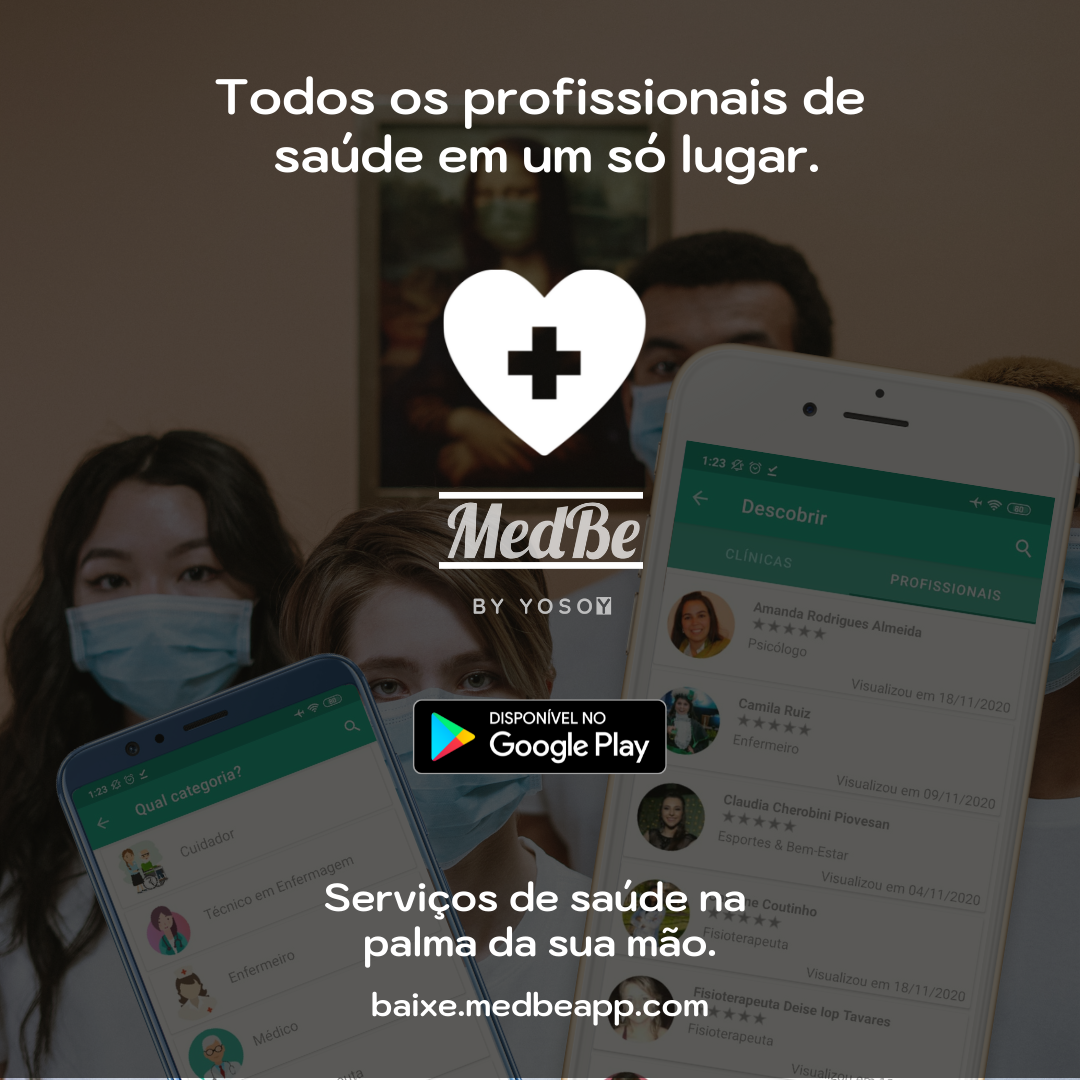 Todos os profissionais de
saúde em um só lugar.
MedBe
BY YOSOY
DISPONÍVEL NO
Google Play
1:23
80
Descobrir
CLÍNICAS
PROFISSIONAIS
Amanda Rodrigues Almeida
Psicólogo
Visualizou em 18/11/2020
Camila Ruiz
Enfermeiro
Visualizou em 09/11/2020
Claudia Cherobini Piovesan
Esportes & Bem-Estar
Visualizou em 04/11/2020
Coutinho
Fisioterapeuta
Visualizou em 18/11/2020
Fisioterapeuta Deise Iop Tavares
Fisioterapeuta
1:23
80
Qual categoria?
Cuidador
Técnico em Enfermagem
Enfermeiro
Médico
Serviços de saúde na
palma da sua mão.
baixe.medbeapp.com